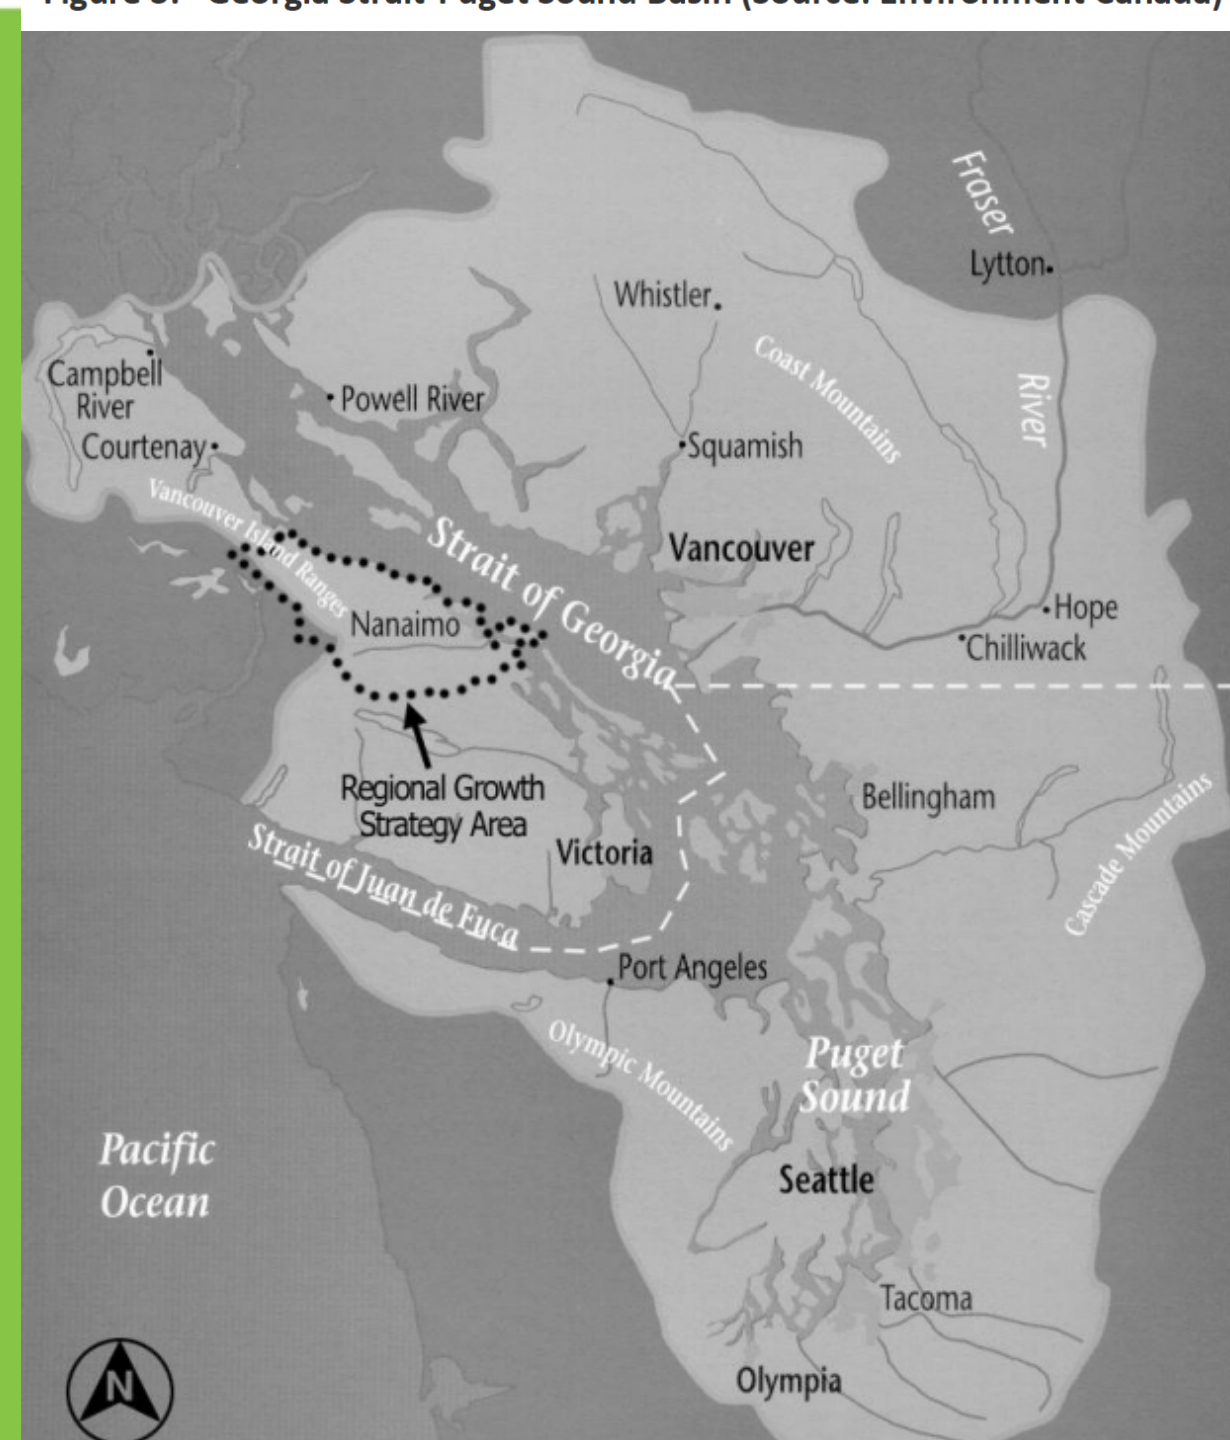 Figure 3: Georgia Strait Puget Sound Basin (Source: Environment Canada)
Fraser
Lytton
Whistler
Coast Mountains
River
Campbell
River
Powell River
Courtenay
Squamish
Vancouver Island Ranges
Strait of Georgia
Vancouver
Nanaimo
Hope
Chilliwack
Regional Growth
Strategy Area
Bellingham
Victoria
Cascade Mountains
Strait of Juan de Fuca
Port Angeles
Olympic Mountains
Puget
Sound
Pacific
Ocean
Seattle
Tacoma
Olympia
N